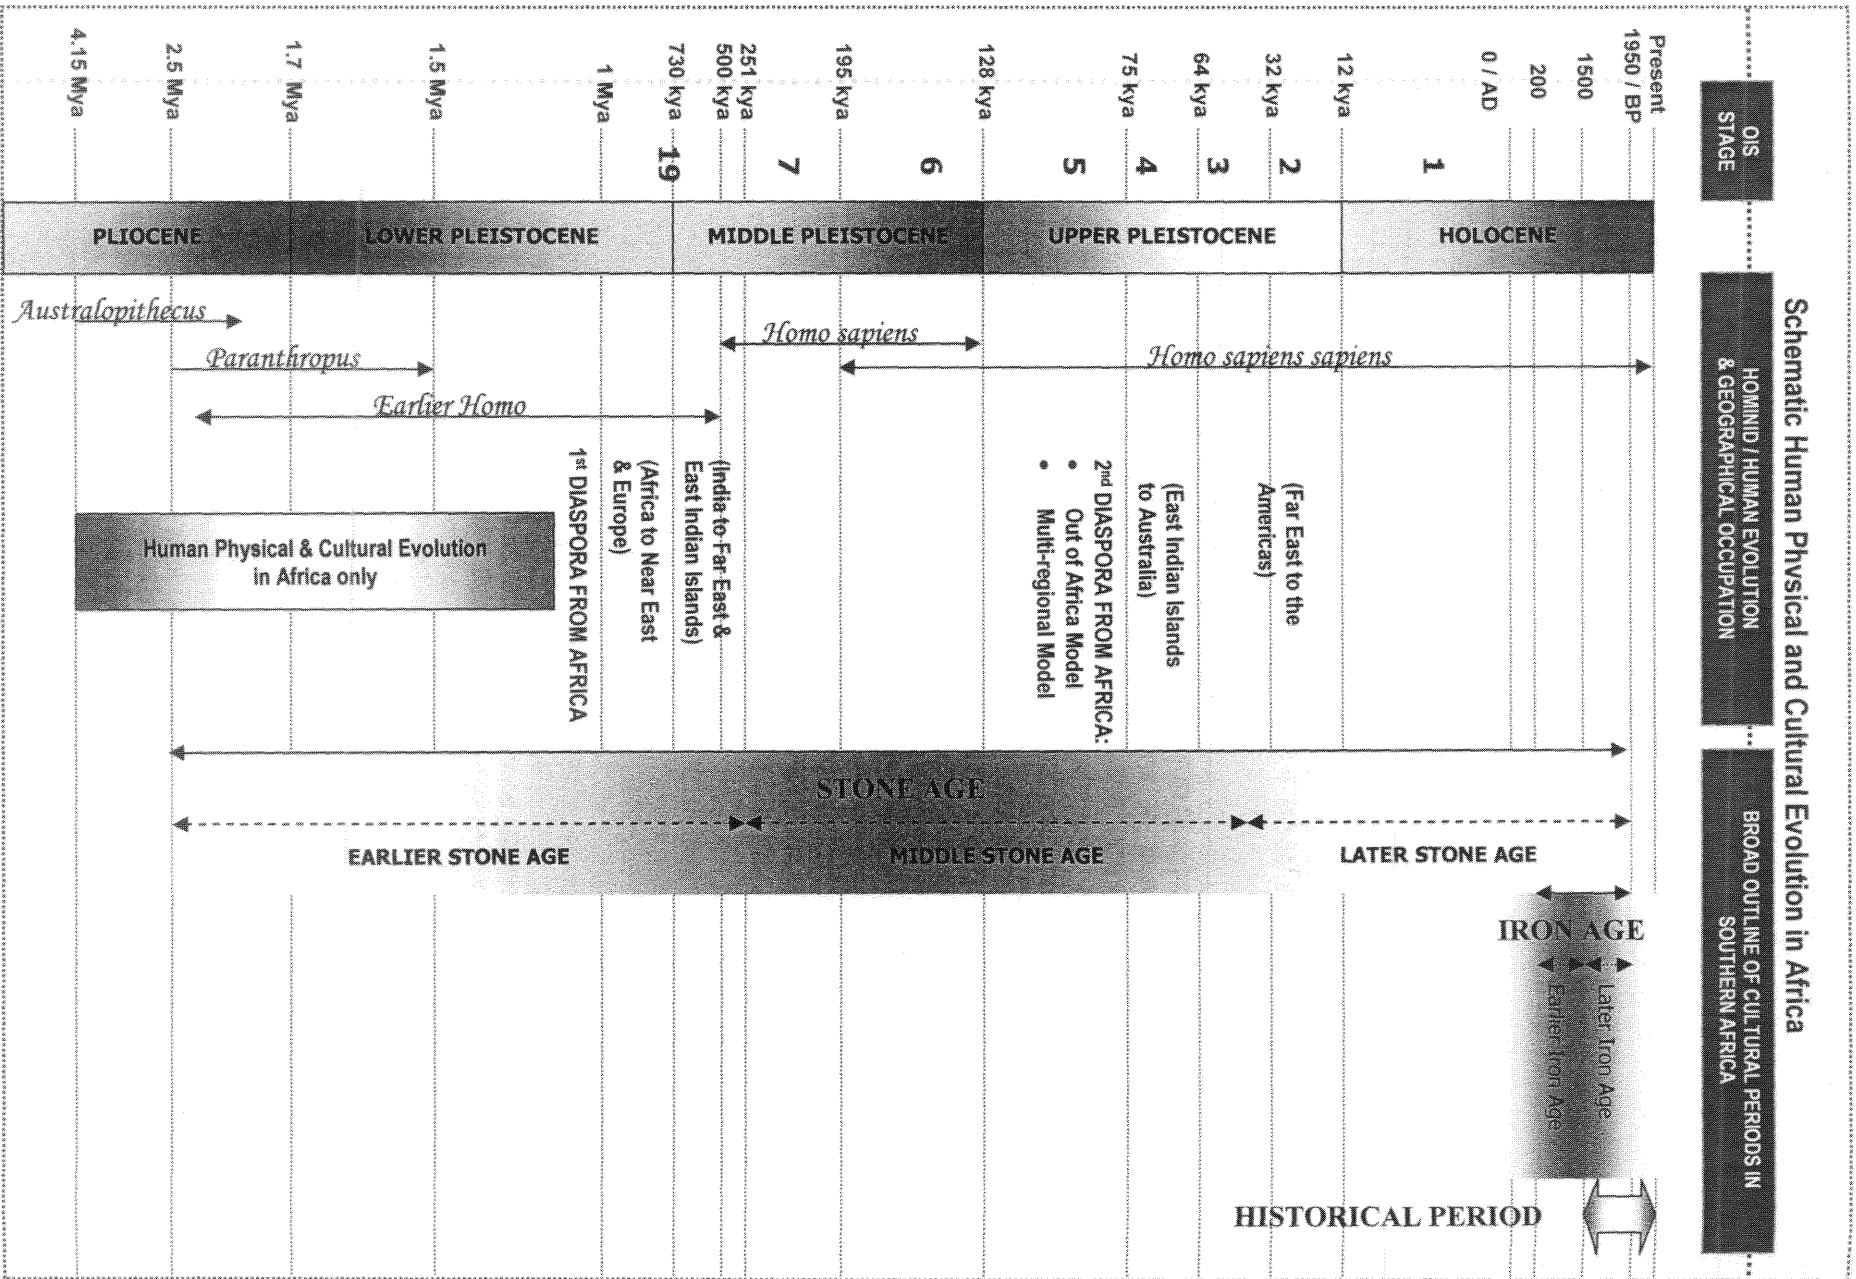 Schematic Human Physical and Cultural Evolution in Africa
OIS
STAGE
HOMINID / HUMAN EVOLUTION
& GEOGRAPHICAL OCCUPATION
BROAD OUTLINE OF CULTURAL PERIODS IN
SOUTHERN AFRICA
Present
1950 / BP
1500
200
0 / AD
12 kya
32 kya
64 kya
75 kya
128 kya
195 kya
251 kya
500 kya
730 kya
1 Mya
1.5 Mya
1.7 Mya
2.5 Mya
4.15 Mya
1
2
3
4
5
6
7
19
PLIOCENE
LOWER PLEISTOCENE
MIDDLE PLEISTOCENE
UPPER PLEISTOCENE
HOLOCENE
Australopithecus
Paranthropus
Earlier Homo
Homo sapiens
Homo sapiens sapiens
(Far East to the
Americas)
(East Indian Islands
to Australia)
2nd DIASPORA FROM AFRICA:
• Out of Africa Model
• Multi-regional Model
(India to Far East &
East Indian Islands)
(Africa to Near East
& Europe)
1st DIASPORA FROM AFRICA
Human Physical & Cultural Evolution
in Africa only
STONE AGE
EARLIER STONE AGE
MIDDLE STONE AGE
LATER STONE AGE
IRON AGE
Later Iron Age
Earlier Iron Age
HISTORICAL PERIOD